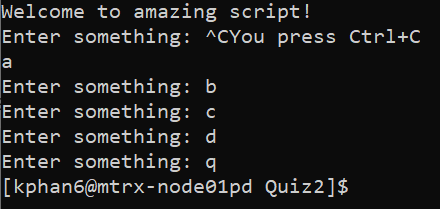 Welcome to amazing script!
Enter something: ^CYou press Ctrl+C
a
Enter something: b
Enter something: c
Enter something: d
Enter something: q
[kphan6@mtrx-node01pd Quiz2]$